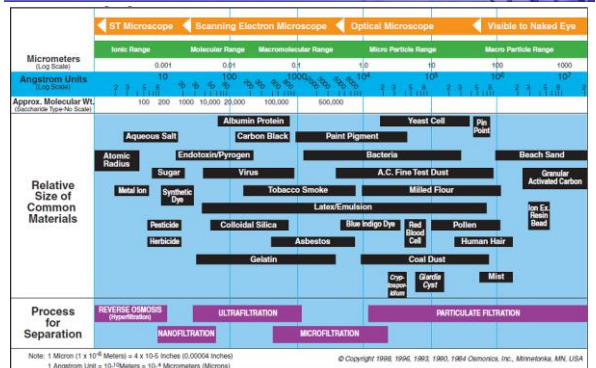 ST Microscope Scanning Electron Microscope Optical Microscope Visible to Naked Eye
Ionic Range Molecular Range Macromolecular Range Micro Particle Range Macro Particle Range
Micrometers
(Log Scale)
0.001 0.01 0.1 1.0 10 100 1000
Angstrom Units
(Log Scale)
10 100 1000 10⁴ 10⁵ 10⁶ 10⁷
Approx. Molecular Wt.
(Saccharide Type-No Scale)
100 200 1000 10,000 20,000 100,000 500,000
Relative
Size of
Common
Materials
Albumin Protein Yeast Cell Pin
Point
Aqueous Salt Carbon Black Paint Pigment
Atomic
Radius
Endotoxin/Pyrogen Bacteria Beach Sand
Sugar Virus A.C. Fine Test Dust Granular
Activated Carbon
Metal Ion Synthetic
Dye
Tobacco Smoke Milled Flour
Latex/Emulsion Ion Ex.
Resin
Bead
Pesticide Colloidal Silica Blue Indigo Dye Red
Blood
Cell
Pollen
Herbicide Asbestos Human Hair
Gelatin Coal Dust
Cryp-
tospor-
idium
Giardia
Cyst
Mist
Process
for
Separation
REVERSE OSMOSIS
(Hyperfiltration)
ULTRAFILTRATION PARTICULATE FILTRATION
NANOFILTRATION MICROFILTRATION
Note: 1 Micron (1 x 10⁻⁶ Meters) = 4 x 10-5 Inches (0.00004 Inches)
1 Angstrom Unit = 10⁻¹⁰ Meters = 10⁻⁴ Micrometers (Microns)
© Copyright 1998, 1996, 1993, 1990, 1984 Osmonics, Inc., Minnetonka, MN, USA